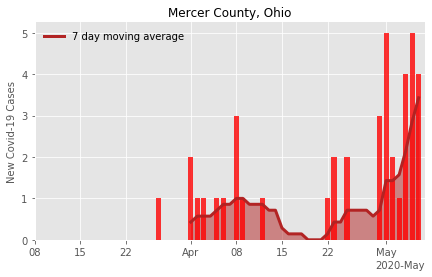 Mercer County, Ohio
7 day moving average
New Covid-19 Cases
5
4
3
2
1
0
08 15 22 Apr 08 15 22 May
2020-May